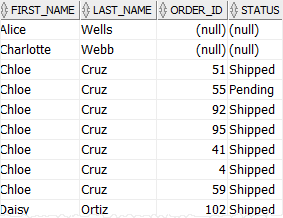 FIRST_NAME LAST_NAME ORDER_ID STATUS
Alice Wells (null) (null)
Charlotte Webb (null) (null)
Chloe Cruz 51 Shipped
Chloe Cruz 55 Pending
Chloe Cruz 92 Shipped
Chloe Cruz 95 Shipped
Chloe Cruz 41 Shipped
Chloe Cruz 4 Shipped
Chloe Cruz 59 Shipped
Daisy Ortiz 102 Shipped